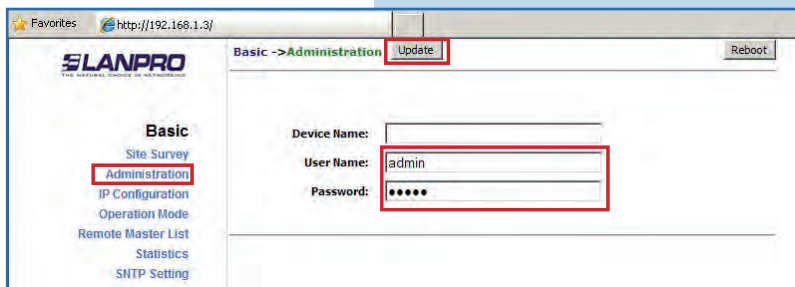 Favorites http://192.168.1.3/
LANPRO
THE NATURAL CHOICE IN NETWORKING
Basic ->Administration Update Reboot
Basic
Site Survey
Administration
IP Configuration
Operation Mode
Remote Master List
Statistics
SNTP Setting
Device Name:
User Name: admin
Password: •••••